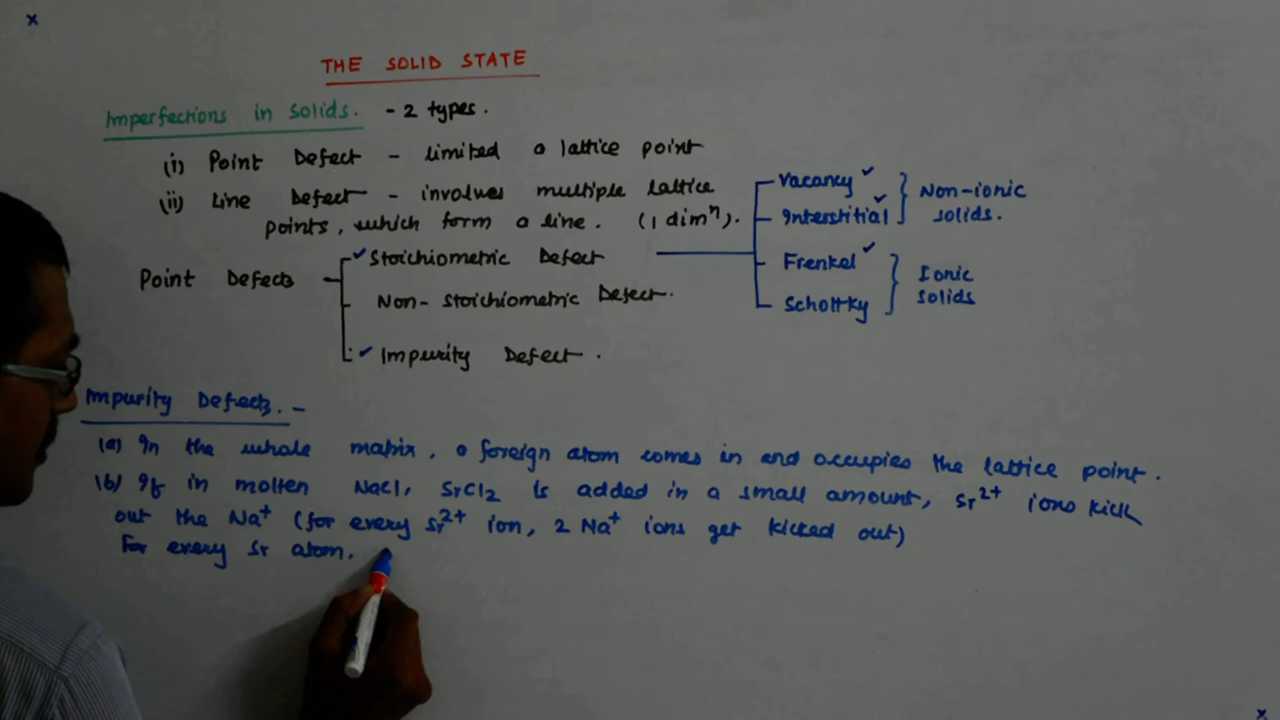 x
THE SOLID STATE
Imperfections in solids. - 2 types.
(i) Point Defect - limited a lattice point
(ii) Line Defect - involves multiple lattice
points, which form a line. (1 dimⁿ).
Point Defects
Stoichiometric Defect
Non-Stoichiometric Defect.
Impurity Defect.
Vacancy
Interstitial
Non-ionic
solids.
Frenkel
Schottky
Ionic
solids
Impurity Defects. -
(a) In the whole matrix, a foreign atom comes in and occupies the lattice point.
(b) If in molten NaCl, SrCl2 is added in a small amount, Sr²⁺ ions kick
out the Na⁺ (for every Sr²⁺ ion, 2 Na⁺ ions get kicked out)
For every Sr atom.
x